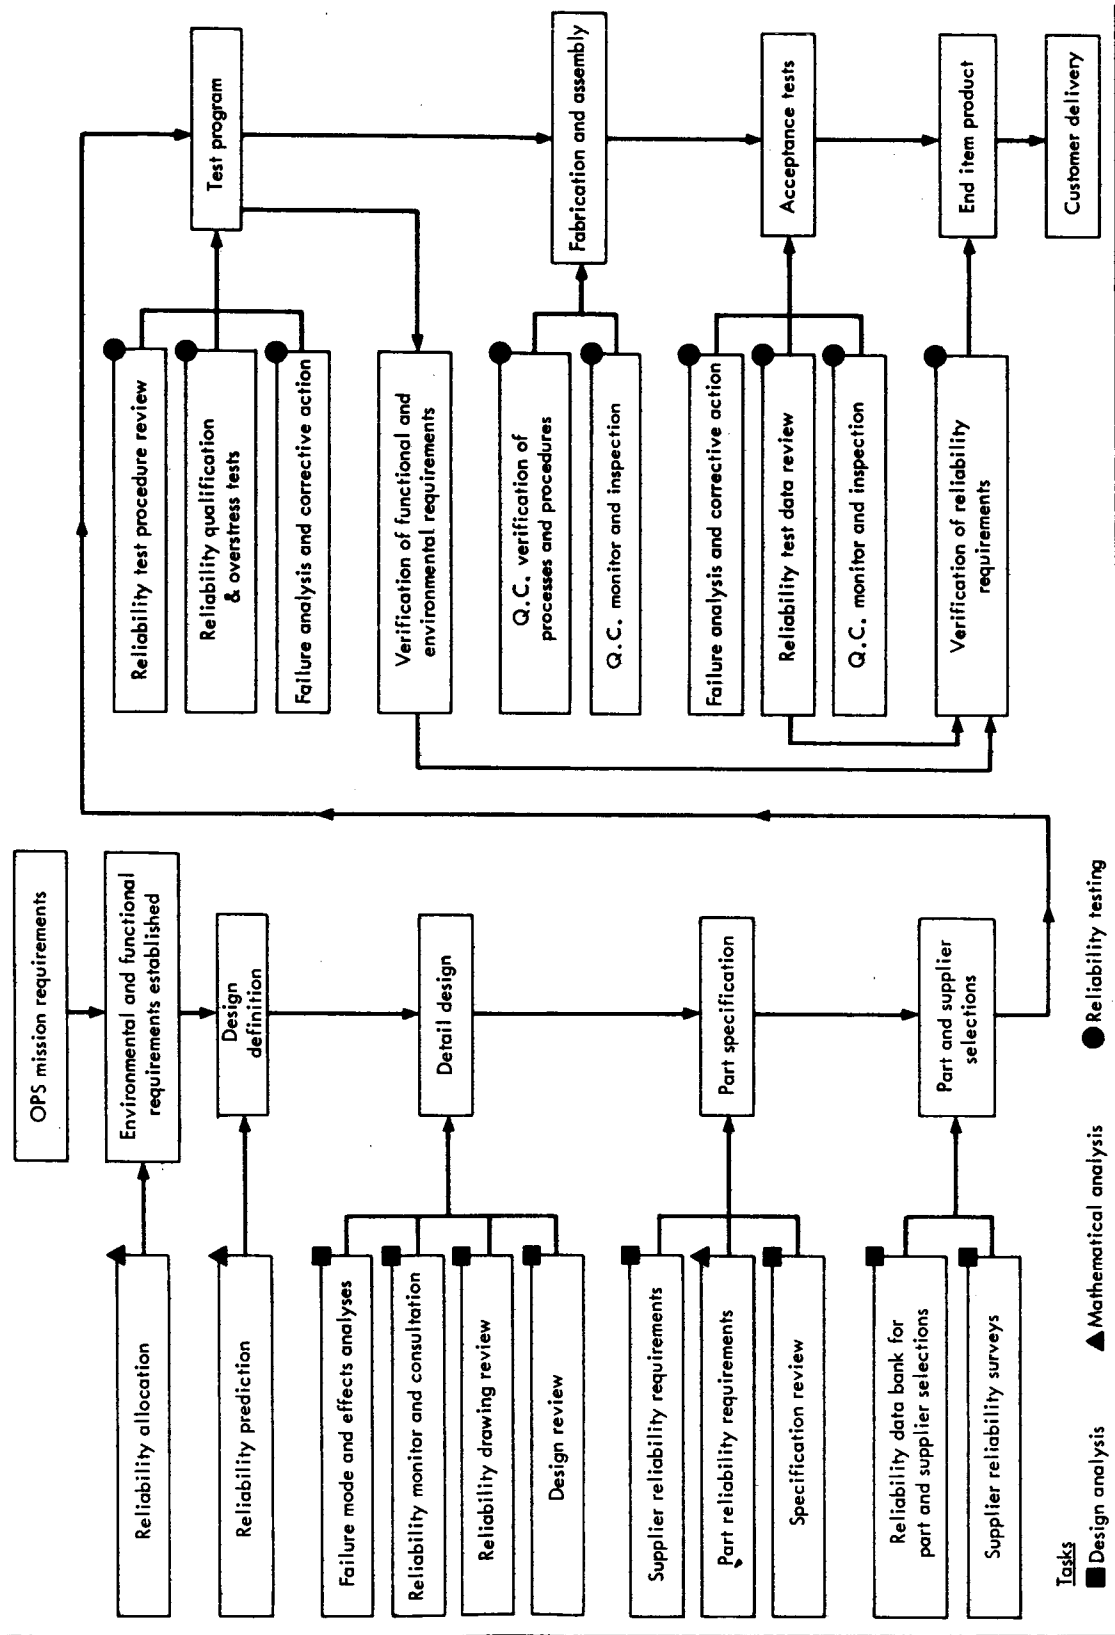 OPS mission requirements
Reliability allocation
Environmental and functional
requirements established
Reliability prediction
Design
definition
Failure mode and effects analyses
Reliability monitor and consultation
Reliability drawing review
Design review
Detail design
Supplier reliability requirements
Part reliability requirements
Specification review
Part specification
Reliability data bank for
part and supplier selections
Supplier reliability surveys
Part and supplier
selections
Reliability test procedure review
Reliability qualification
& overstress tests
Failure analysis and corrective action
Test program
Verification of functional and
environmental requirements
Q.C. verification of
processes and procedures
Q.C. monitor and inspection
Fabrication and assembly
Failure analysis and corrective action
Reliability test data review
Q.C. monitor and inspection
Acceptance tests
Verification of reliability
requirements
End item product
Customer delivery
Tasks
Design analysis
Mathematical analysis
Reliability testing